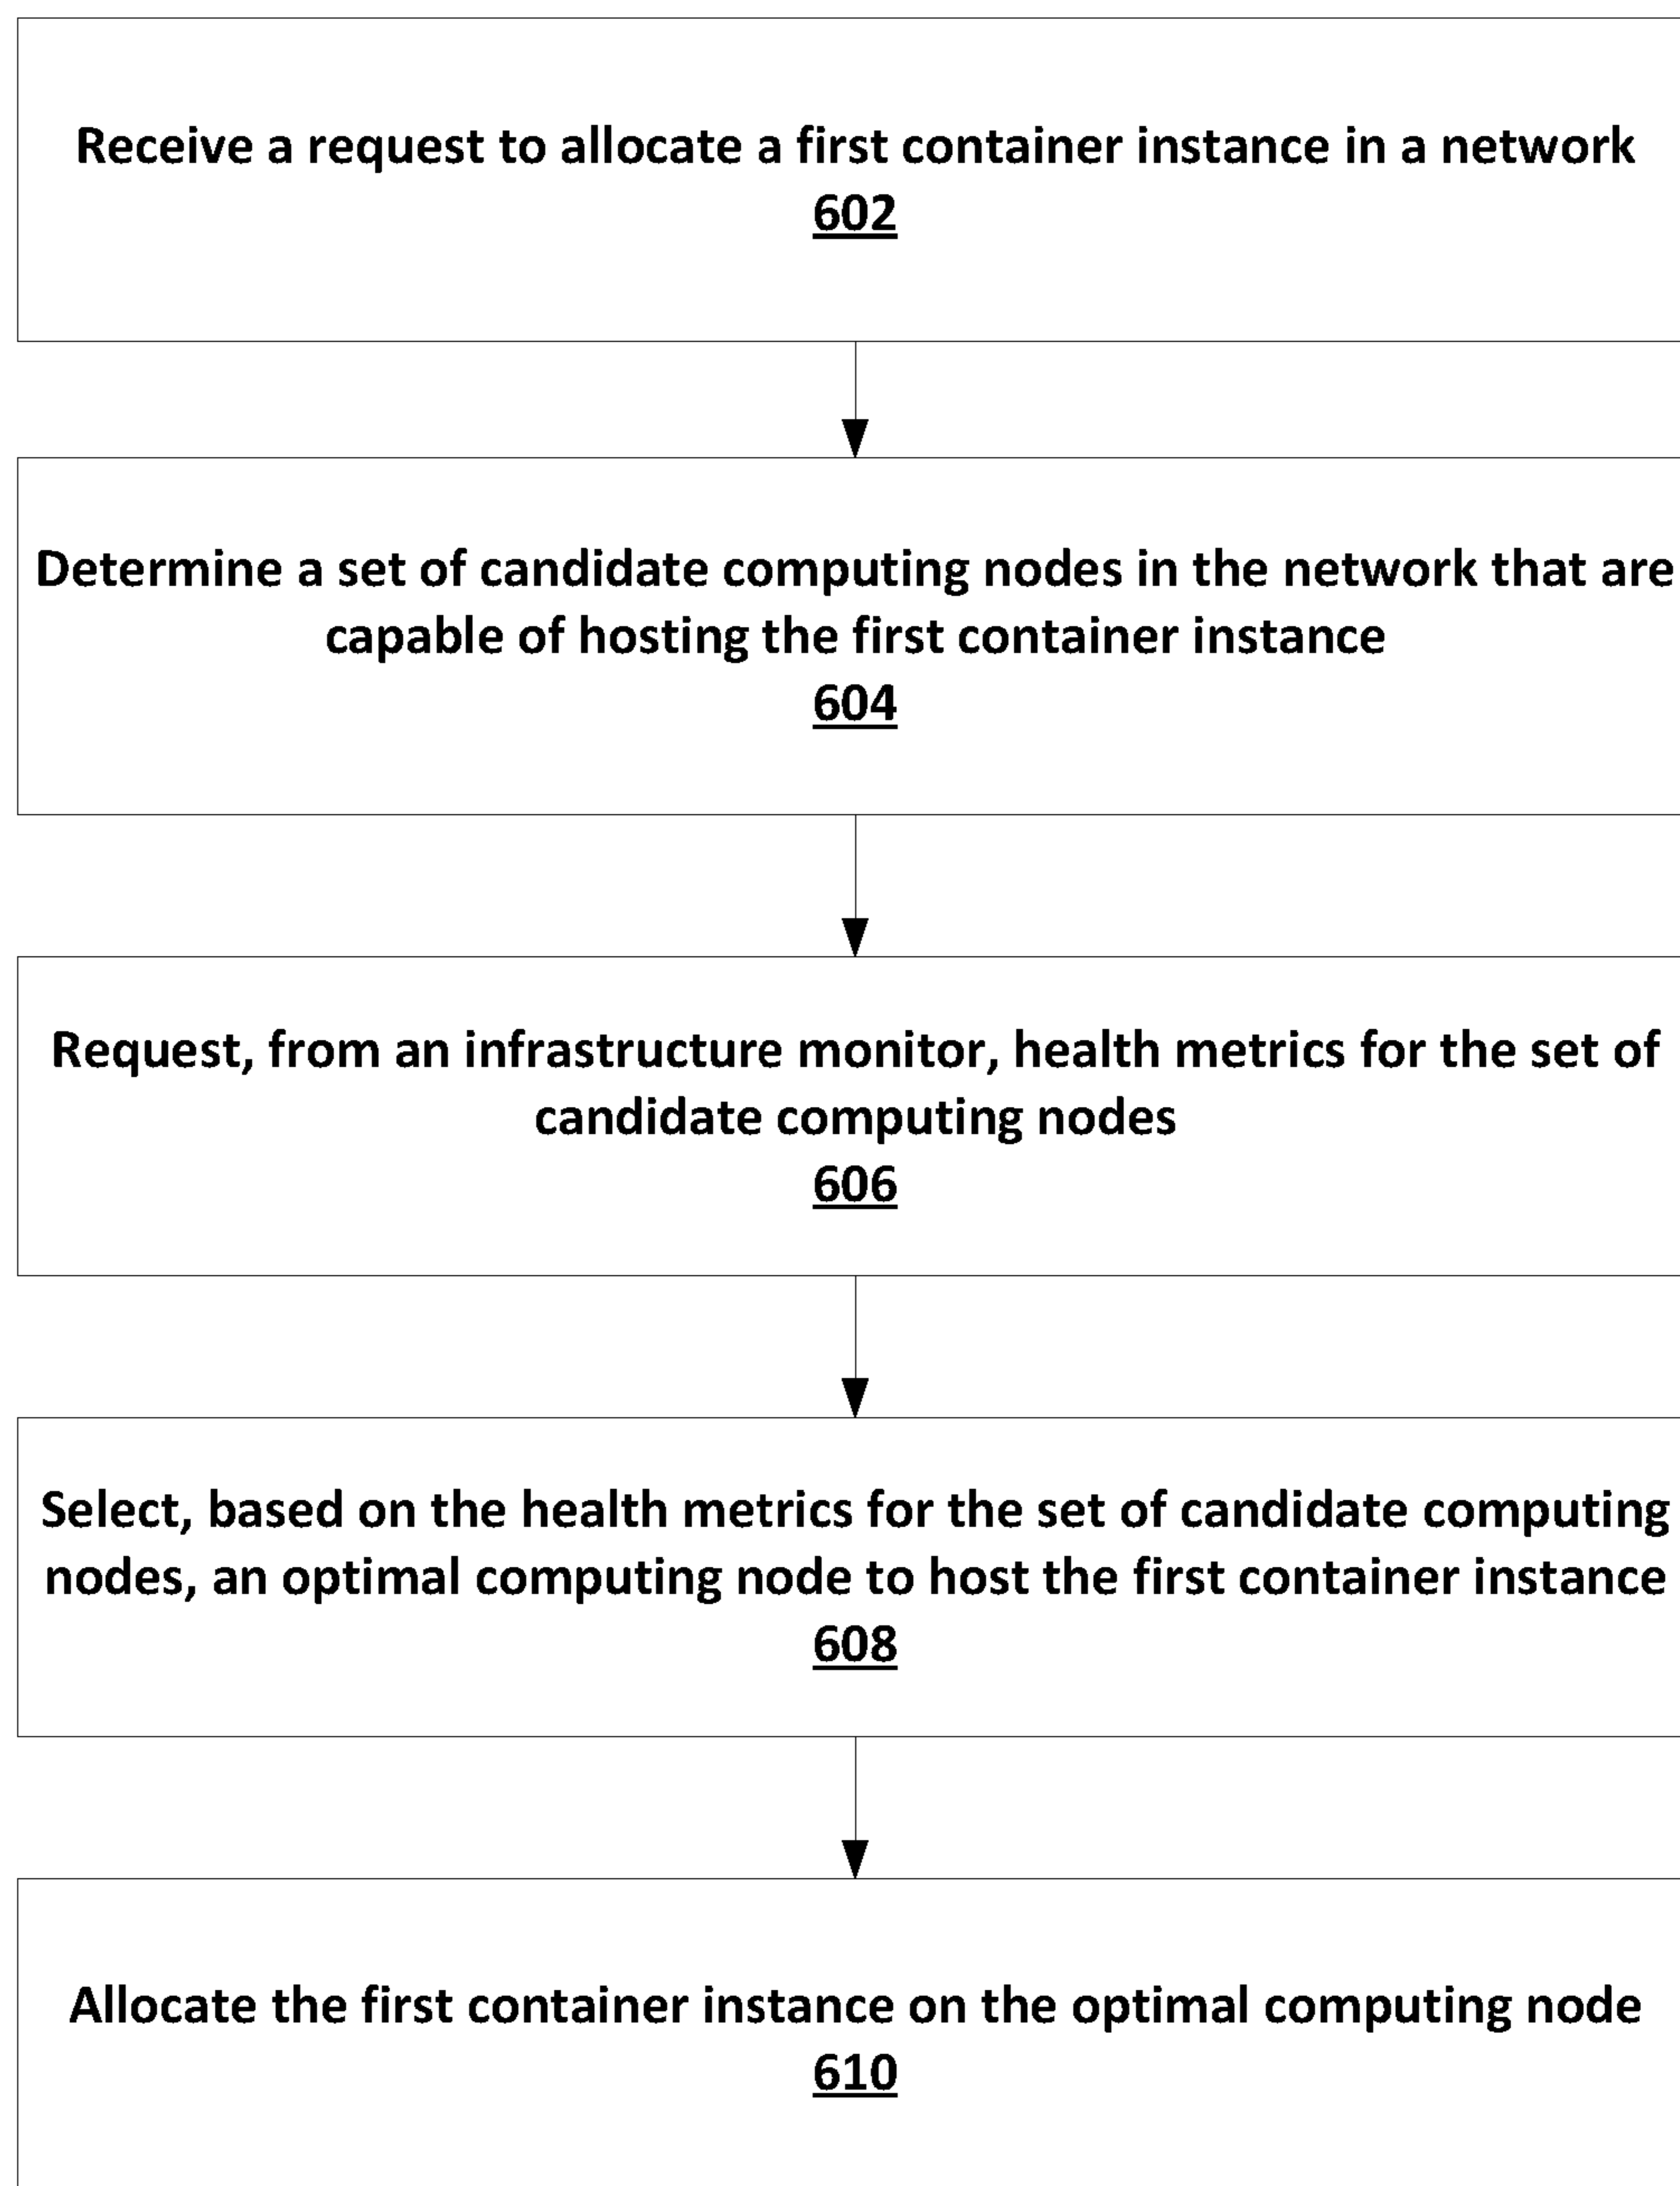 Receive a request to allocate a first container instance in a network
602
Determine a set of candidate computing nodes in the network that are
capable of hosting the first container instance
604
Request, from an infrastructure monitor, health metrics for the set of
candidate computing nodes
606
Select, based on the health metrics for the set of candidate computing
nodes, an optimal computing node to host the first container instance
608
Allocate the first container instance on the optimal computing node
610